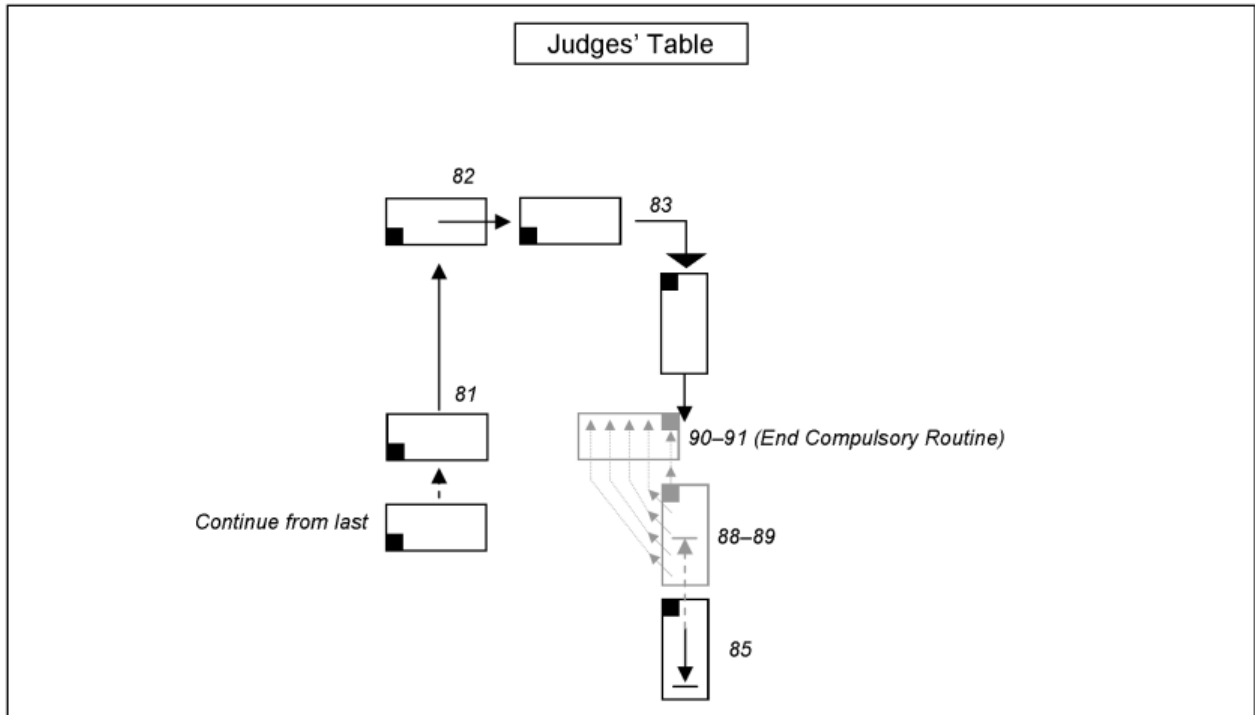 Judges' Table
82
83
81
90–91 (End Compulsory Routine)
Continue from last
88–89
85